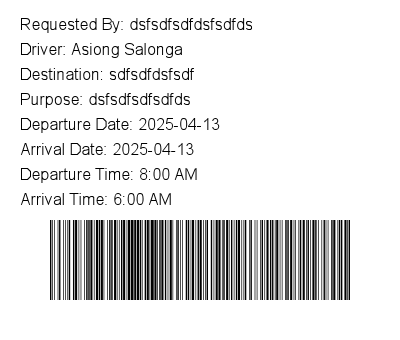 Requested By: dsfsdfsdfdsfsdfds
Driver: Asiong Salonga
Destination: sdfsdfdsfsdf
Purpose: dsfsdfsdfsdfds
Departure Date: 2025-04-13
Arrival Date: 2025-04-13
Departure Time: 8:00 AM
Arrival Time: 6:00 AM